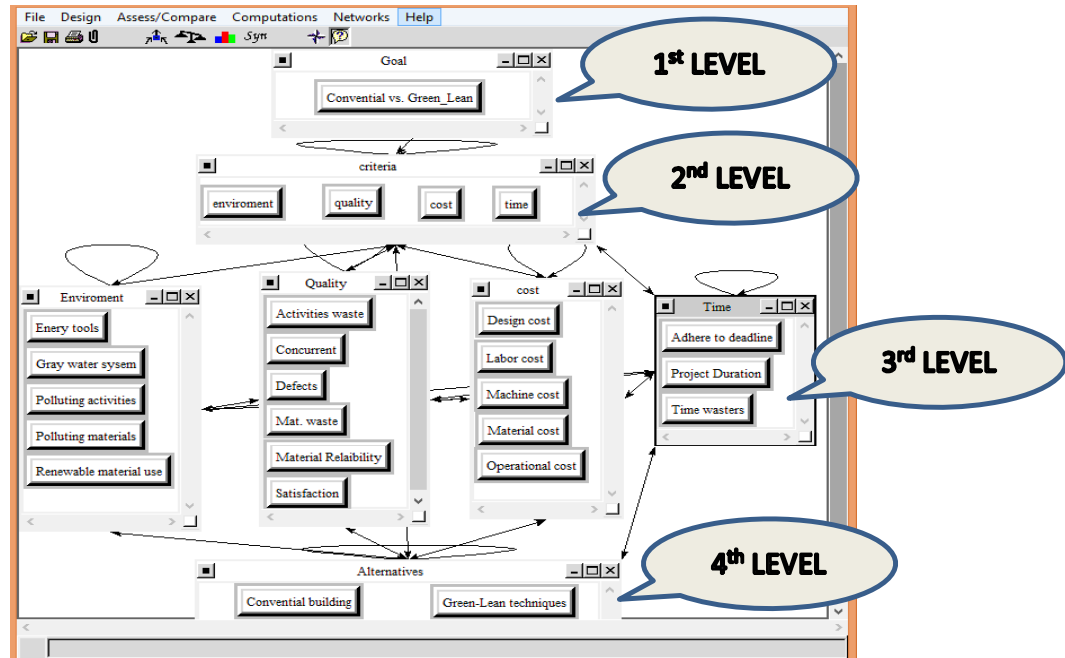 File Design Assess/Compare Computations Networks Help
Syn
Goal
Convential vs. Green_Lean
1st LEVEL
criteria
enviroment quality cost time
2nd LEVEL
Enviroment
Enery tools
Gray water sysem
Polluting activities
Polluting materials
Renewable material use
Quality
Activities waste
Concurrent
Defects
Mat. waste
Material Relaibility
Satisfaction
cost
Design cost
Labor cost
Machine cost
Material cost
Operational cost
Time
Adhere to deadline
Project Duration
Time wasters
3rd LEVEL
Alternatives
Convential building Green-Lean techniques
4th LEVEL